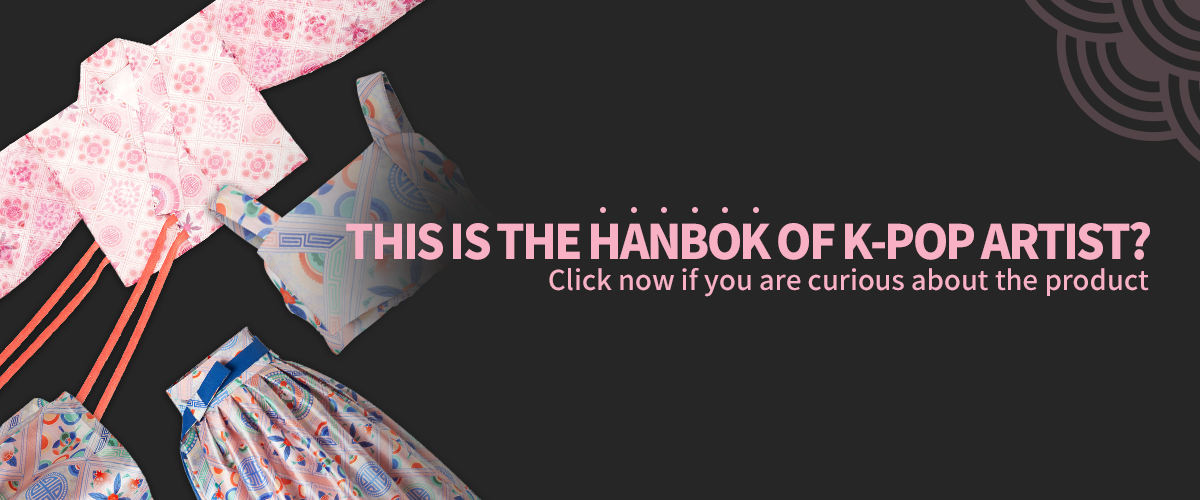 THIS IS THE HANBOK OF K-POP ARTIST?
Click now if you are curious about the product